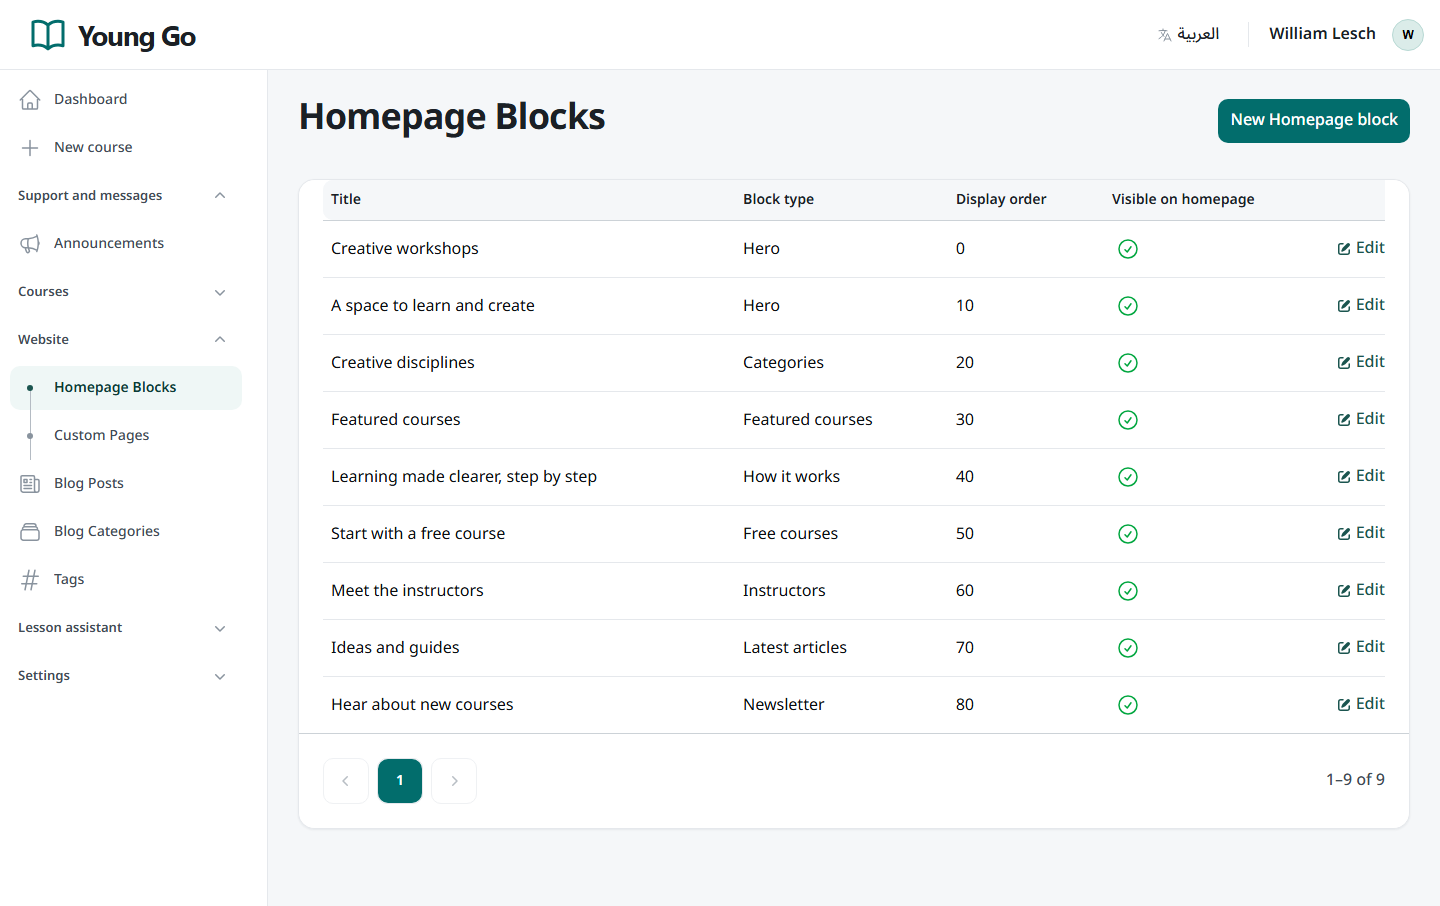 Young Go
العربية
William Lesch
W
Dashboard
New course
Support and messages
Announcements
Courses
Website
Homepage Blocks
Custom Pages
Blog Posts
Blog Categories
Tags
Lesson assistant
Settings
Homepage Blocks
New Homepage block
Title Block type Display order Visible on homepage
Creative workshops Hero 0 Edit
A space to learn and create Hero 10 Edit
Creative disciplines Categories 20 Edit
Featured courses Featured courses 30 Edit
Learning made clearer, step by step How it works 40 Edit
Start with a free course Free courses 50 Edit
Meet the instructors Instructors 60 Edit
Ideas and guides Latest articles 70 Edit
Hear about new courses Newsletter 80 Edit
1
1–9 of 9